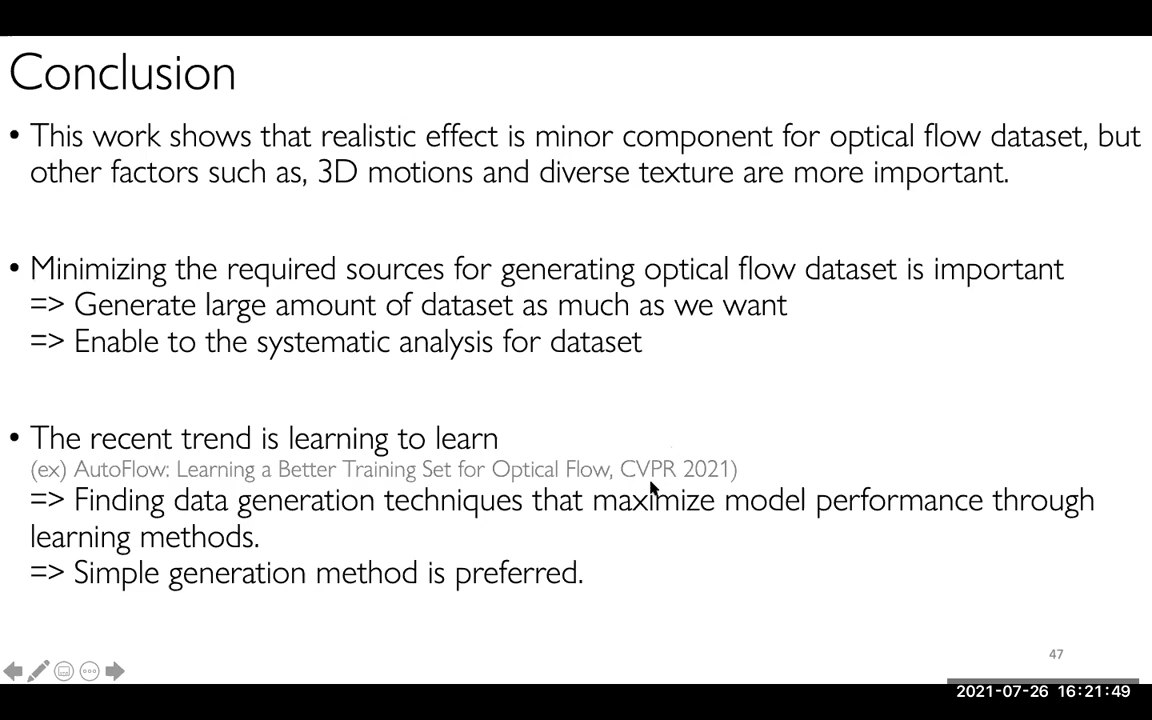 Conclusion
• This work shows that realistic effect is minor component for optical flow dataset, but
other factors such as, 3D motions and diverse texture are more important.
• Minimizing the required sources for generating optical flow dataset is important
=> Generate large amount of dataset as much as we want
=> Enable to the systematic analysis for dataset
• The recent trend is learning to learn
(ex) AutoFlow: Learning a Better Training Set for Optical Flow, CVPR 2021)
=> Finding data generation techniques that maximize model performance through
learning methods.
=> Simple generation method is preferred.
47
2021-07-26 16:21:49